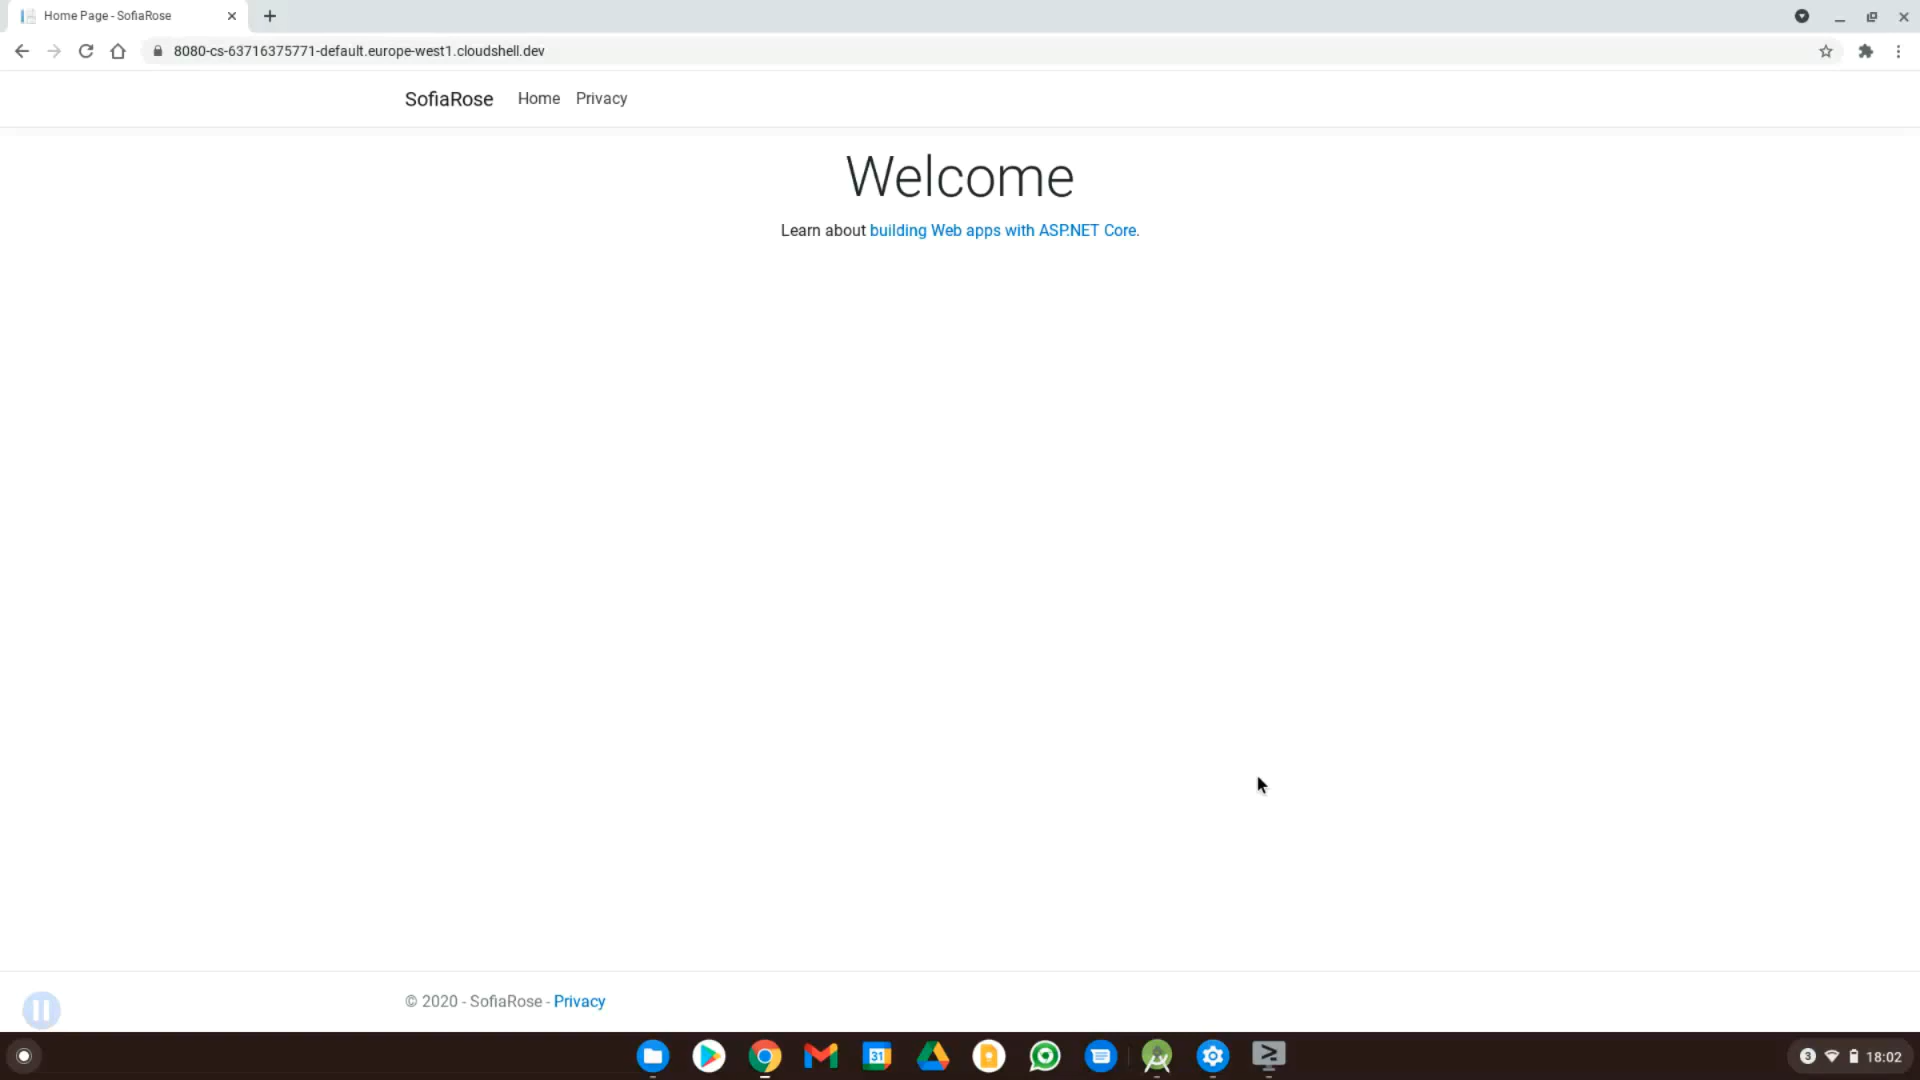 Home Page - SofiaRose
8080-cs-63716375771-default.europe-west1.cloudshell.dev
SofiaRose Home Privacy
Welcome
Learn about building Web apps with ASP.NET Core.
© 2020 - SofiaRose - Privacy
31
3 18:02